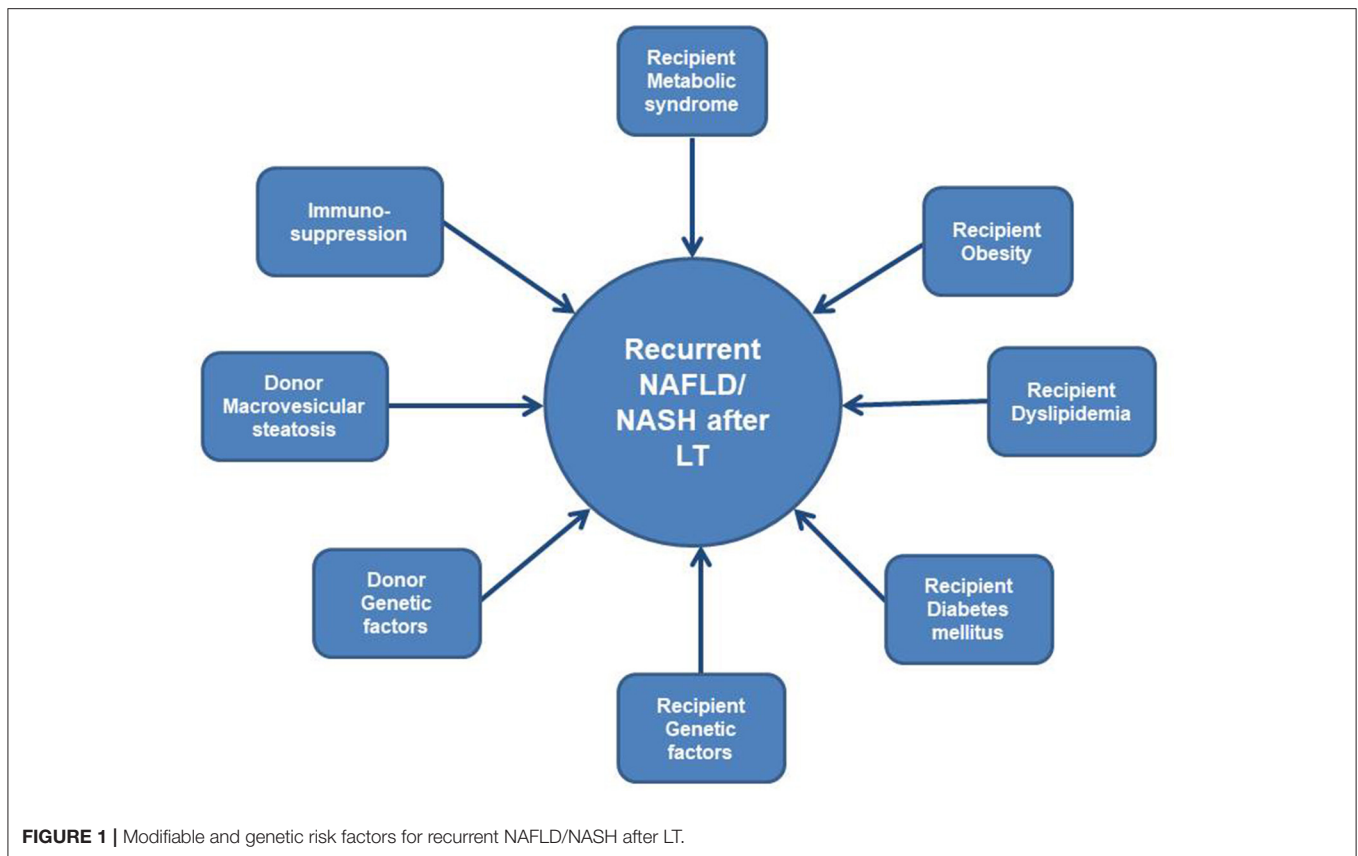 Recipient
Metabolic
syndrome
Immuno-
suppression
Recipient
Obesity
Donor
Macrovesicular
steatosis
Recurrent
NAFLD/
NASH after
LT
Recipient
Dyslipidemia
Donor
Genetic
factors
Recipient
Diabetes
mellitus
Recipient
Genetic
factors
FIGURE 1 | Modifiable and genetic risk factors for recurrent NAFLD/NASH after LT.